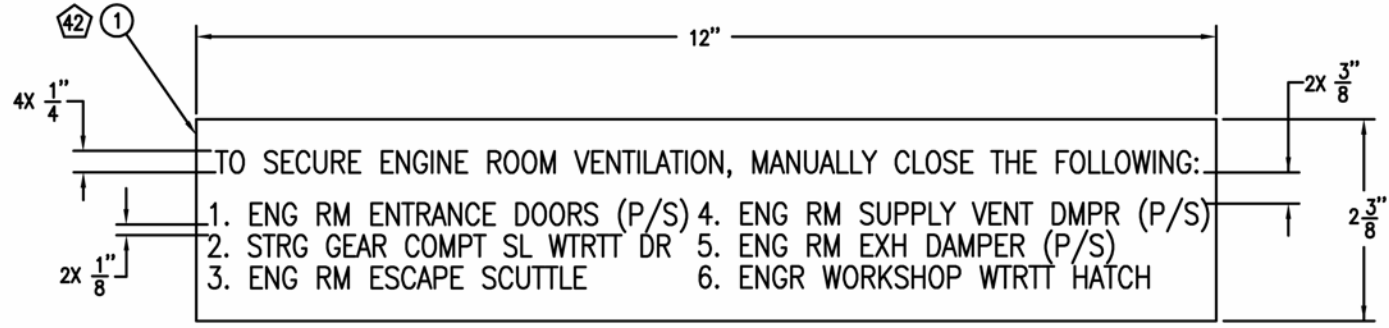 42 1
12"
4X 1/4"
2X 3/8"
TO SECURE ENGINE ROOM VENTILATION, MANUALLY CLOSE THE FOLLOWING:
1. ENG RM ENTRANCE DOORS (P/S) 4. ENG RM SUPPLY VENT DMPR (P/S)
2. STRG GEAR COMPT SL WTRTT DR 5. ENG RM EXH DAMPER (P/S)
3. ENG RM ESCAPE SCUTTLE 6. ENGR WORKSHOP WTRTT HATCH
2X 1/8"
2 3/8"